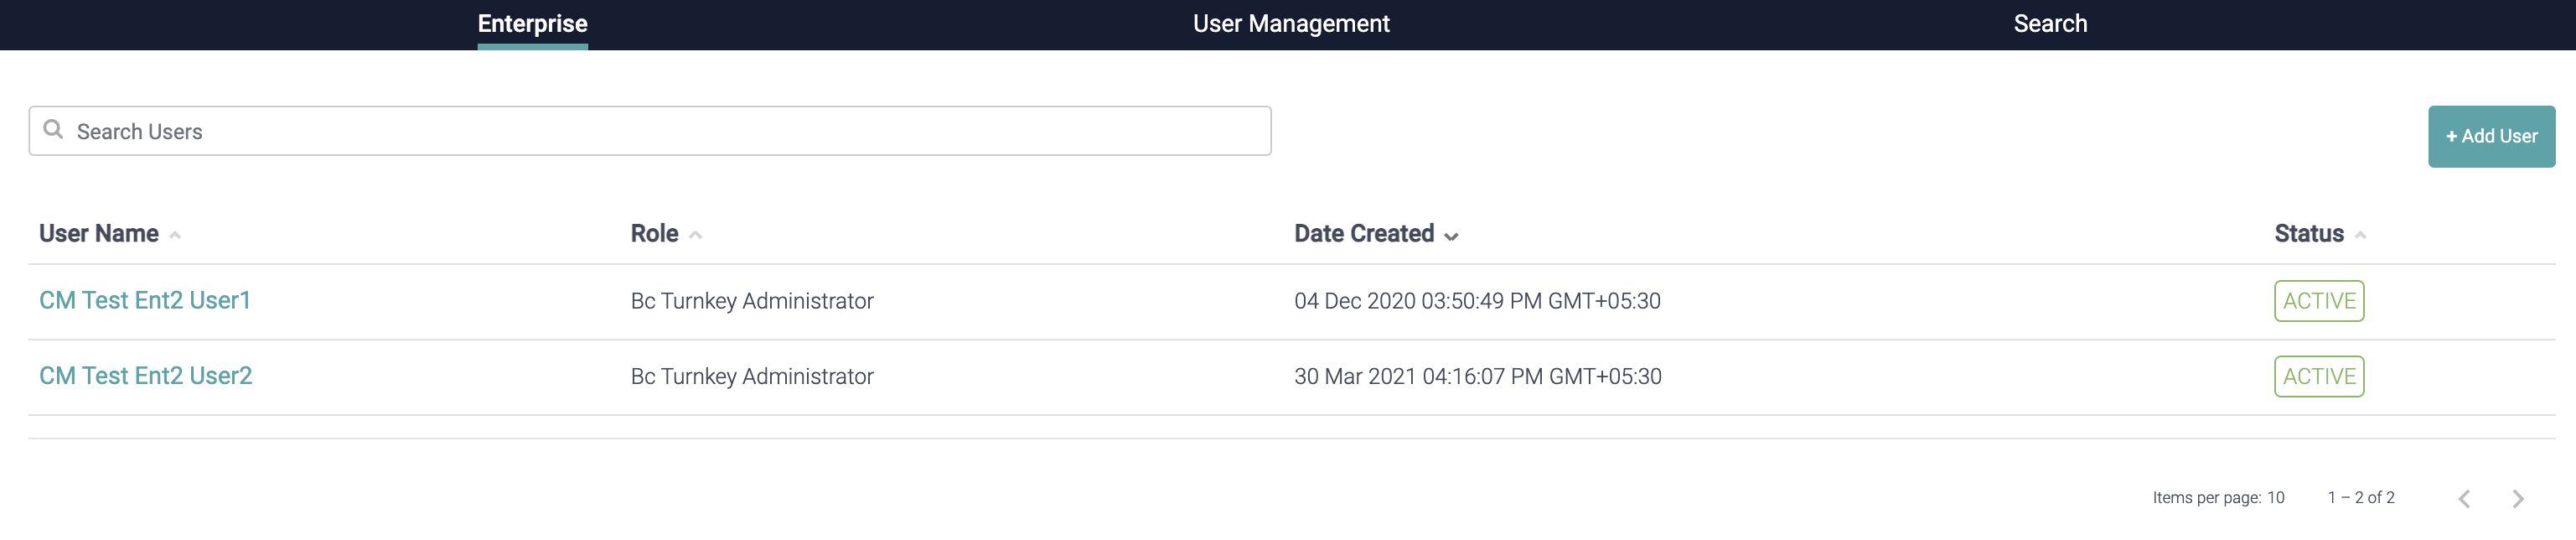 Enterprise User Management Search
Search Users
+ Add User
User Name Role Date Created Status
CM Test Ent2 User1 Bc Turnkey Administrator 04 Dec 2020 03:50:49 PM GMT+05:30 ACTIVE
CM Test Ent2 User2 Bc Turnkey Administrator 30 Mar 2021 04:16:07 PM GMT+05:30 ACTIVE
Items per page: 10 1 – 2 of 2